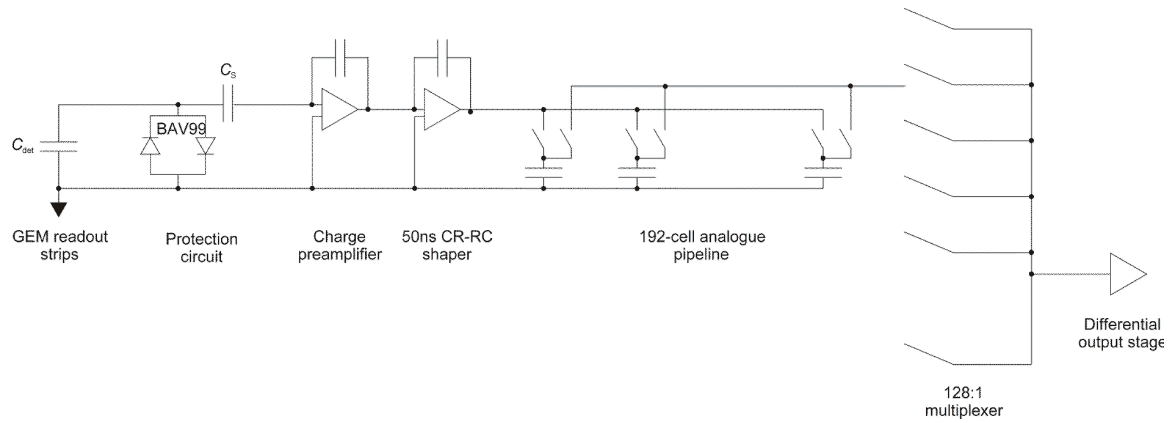 C_S
BAV99
C_det
GEM readout
strips
Protection
circuit
Charge
preamplifier
50ns CR-RC
shaper
192-cell analogue
pipeline
Differential
output stage
128:1
multiplexer